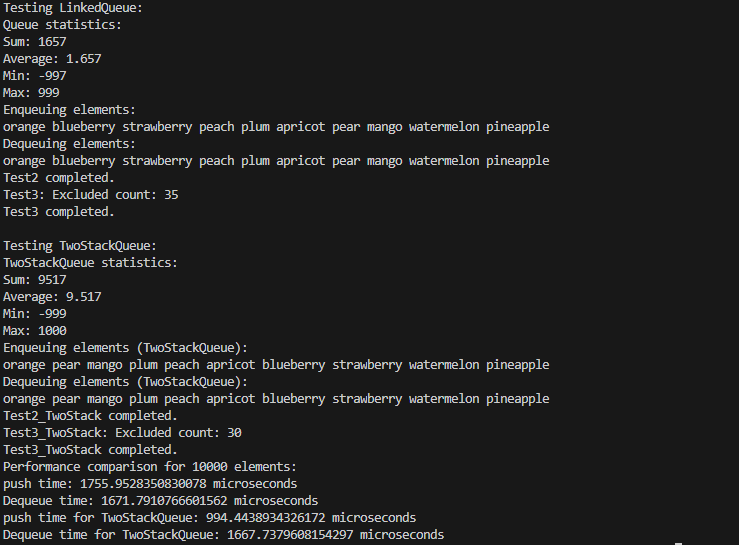 Testing LinkedQueue:
Queue statistics:
Sum: 1657
Average: 1.657
Min: -997
Max: 999
Enqueuing elements:
orange blueberry strawberry peach plum apricot pear mango watermelon pineapple
Dequeuing elements:
orange blueberry strawberry peach plum apricot pear mango watermelon pineapple
Test2 completed.
Test3: Excluded count: 35
Test3 completed.

Testing TwoStackQueue:
TwoStackQueue statistics:
Sum: 9517
Average: 9.517
Min: -999
Max: 1000
Enqueuing elements (TwoStackQueue):
orange pear mango plum peach apricot blueberry strawberry watermelon pineapple
Dequeuing elements (TwoStackQueue):
orange pear mango plum peach apricot blueberry strawberry watermelon pineapple
Test2_TwoStack completed.
Test3_TwoStack: Excluded count: 30
Test3_TwoStack completed.
Performance comparison for 10000 elements:
push time: 1755.9528350830078 microseconds
Dequeue time: 1671.7910766601562 microseconds
push time for TwoStackQueue: 994.4438934326172 microseconds
Dequeue time for TwoStackQueue: 1667.7379608154297 microseconds